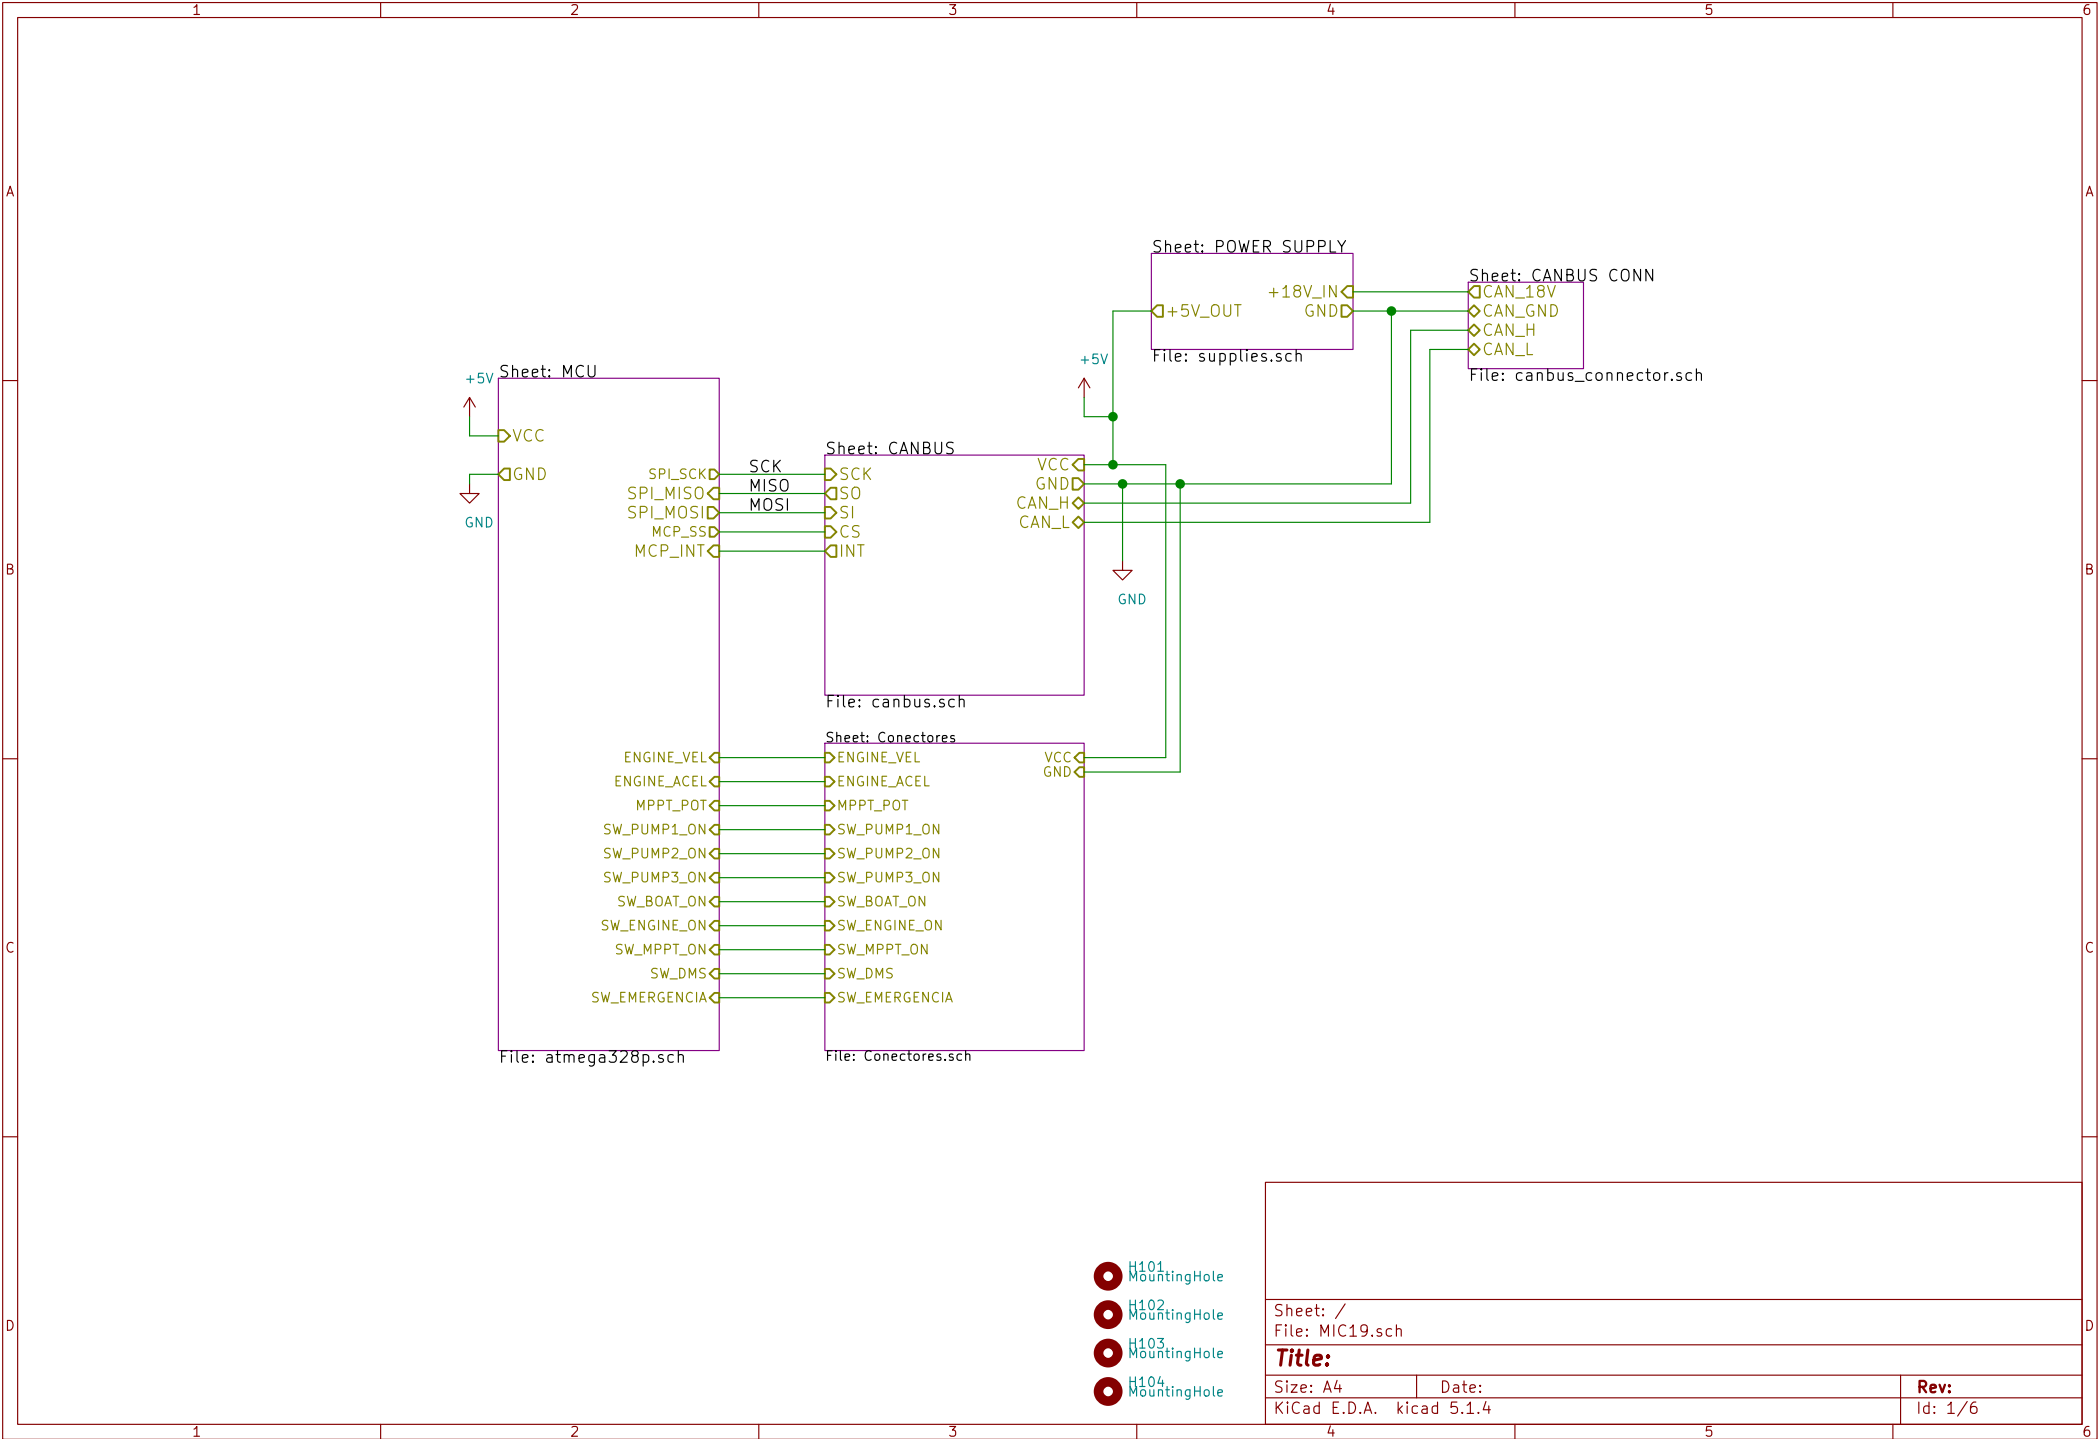 1 2 3 4 5 6
A
A
Sheet: POWER SUPPLY
+18V_IN
+5V_OUT
GND
File: supplies.sch
Sheet: CANBUS CONN
CAN_18V
CAN_GND
CAN_H
CAN_L
File: canbus_connector.sch
+5V
+5V
Sheet: MCU
VCC
GND
GND
SPI_SCK
SPI_MISO
SPI_MOSI
MCP_SS
MCP_INT
SCK
MISO
MOSI
Sheet: CANBUS
SCK
SO
SI
CS
INT
VCC
GND
CAN_H
CAN_L
GND
File: canbus.sch
B
B
ENGINE_VEL
ENGINE_ACEL
MPPT_POT
SW_PUMP1_ON
SW_PUMP2_ON
SW_PUMP3_ON
SW_BOAT_ON
SW_ENGINE_ON
SW_MPPT_ON
SW_DMS
SW_EMERGENCIA
File: atmega328p.sch
Sheet: Conectores
ENGINE_VEL
ENGINE_ACEL
MPPT_POT
SW_PUMP1_ON
SW_PUMP2_ON
SW_PUMP3_ON
SW_BOAT_ON
SW_ENGINE_ON
SW_MPPT_ON
SW_DMS
SW_EMERGENCIA
VCC
GND
File: Conectores.sch
C
C
H101
MountingHole
H102
MountingHole
H103
MountingHole
H104
MountingHole
D
D
Sheet: /
File: MIC19.sch
Title:
Size: A4
Date:
Rev:
KiCad E.D.A. kicad 5.1.4
Id: 1/6
1 2 3 4 5 6